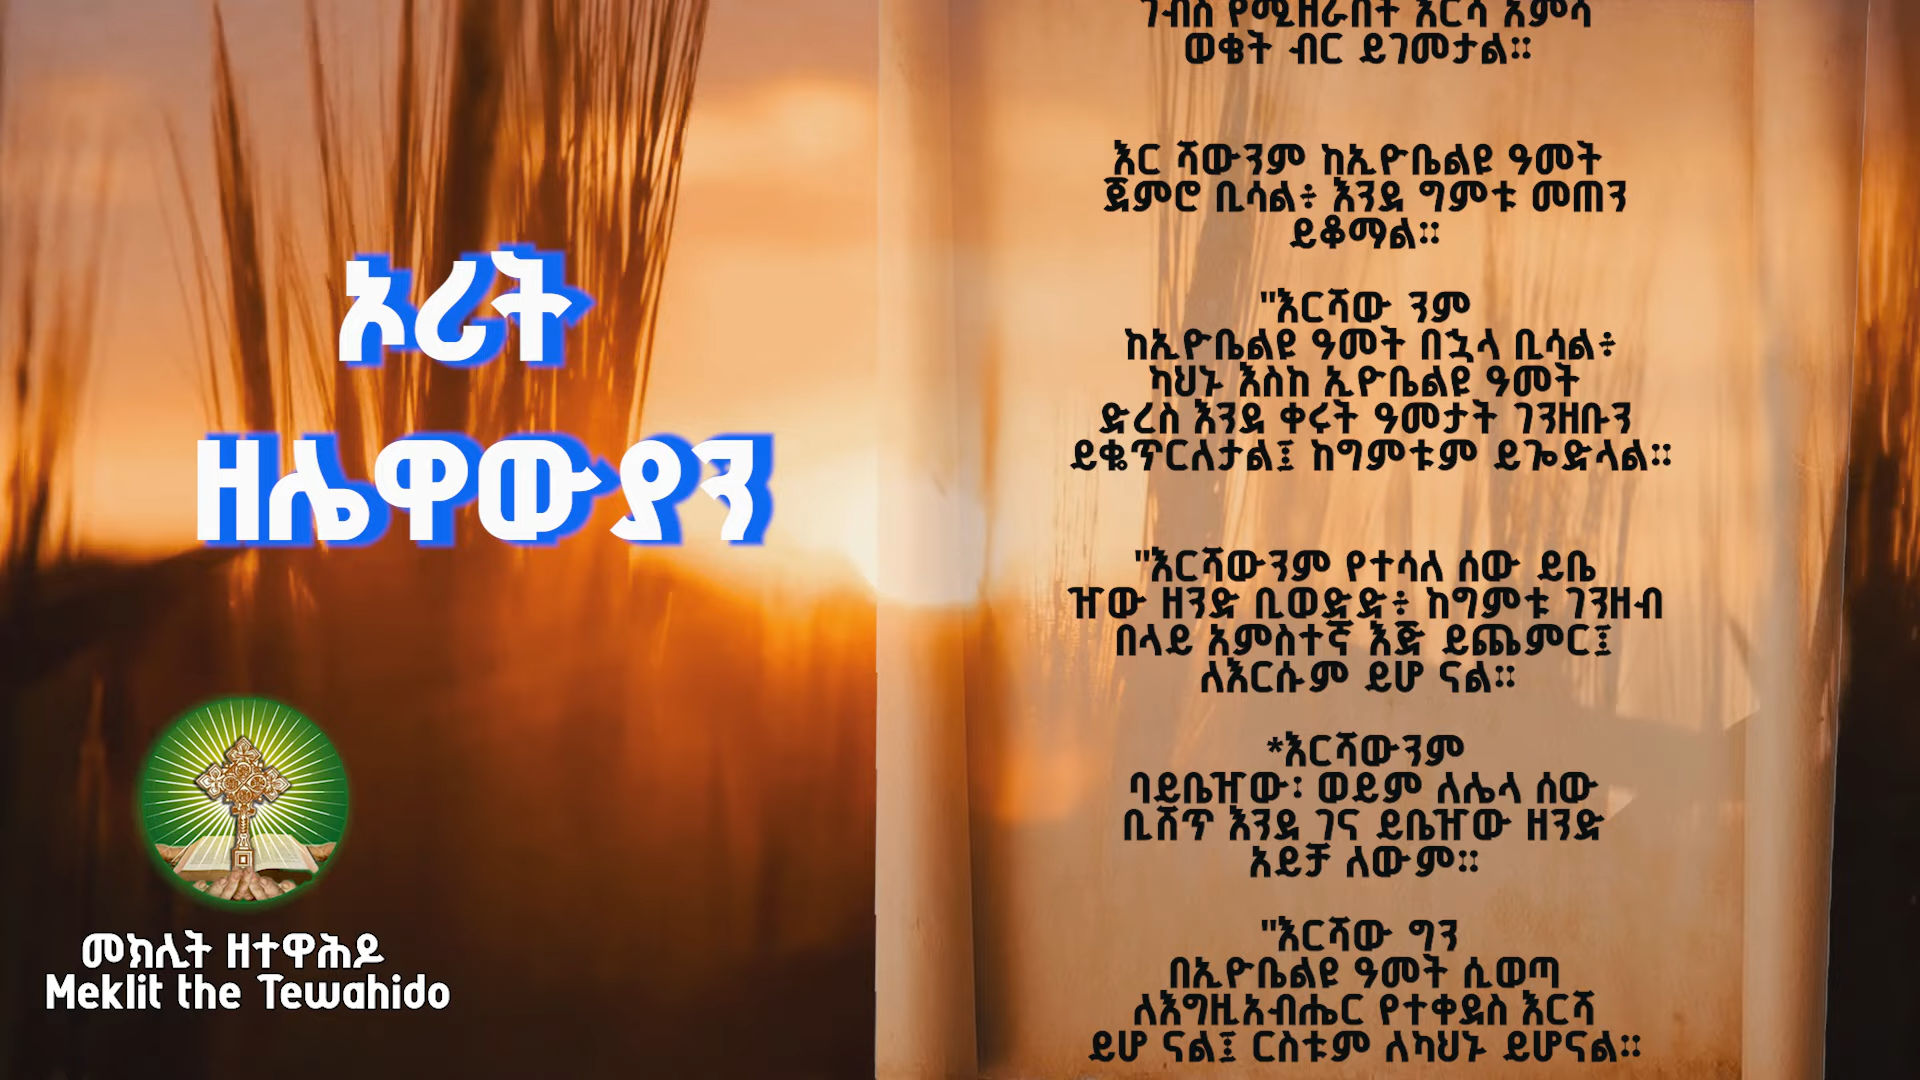 ኦሪት
ዘሌዋውያን
መክሊት ዘተዋሕዶ
Meklit the Tewahido
ገብስ የሚዘራበት እርሻ አምሳ
ወቄት ብር ይገመታል።
እር ሻውንም ከኢዮቤልዩ ዓመት
ጀምሮ ቢሳል፥ እንደ ግምቱ መጠን
ይቆማል።
"እርሻው ንም
ከኢዮቤልዩ ዓመት በኋላ ቢሳል፥
ካህኑ እስከ ኢዮቤልዩ ዓመት
ድረስ እንደ ቀሩት ዓመታት ገንዘቡን
ይቈጥርለታል፤ ከግምቱም ይጐድላል።
"እርሻውንም የተሳለ ሰው ይቤ
ዠው ዘንድ ቢወድድ፥ ከግምቱ ገንዘብ
በላይ አምስተኛ እጅ ይጨምር፤
ለእርሱም ይሆ ናል።
*እርሻውንም
ባይቤዠው፡ ወይም ለሌላ ሰው
ቢሸጥ እንደ ገና ይቤዠው ዘንድ
አይቻ ለውም።
"እርሻው ግን
በኢዮቤልዩ ዓመት ሲወጣ
ለእግዚአብሔር የተቀደሰ እርሻ
ይሆ ናል፤ ርስቱም ለካህኑ ይሆናል።